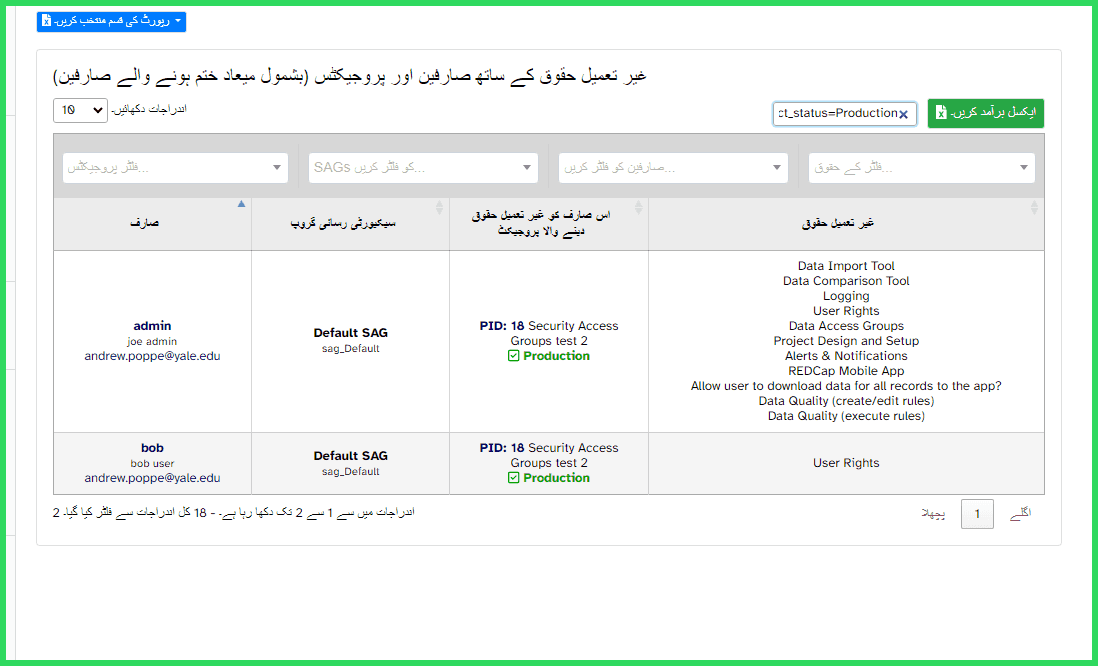 رپورٹ کی قسم منتخب کریں۔
غیر تعمیل حقوق کے ساتھ صارفین اور پروجیکٹس (بشمول میعاد ختم ہونے والے صارفین)
10 اندراجات دکھائیں۔
ct_status=Production
ایکسل برآمد کریں۔
فلٹر پروجیکٹس...
SAGs کو فلٹر کریں...
صارفین کو فلٹر کریں...
فلٹر کے حقوق...
صارف
سیکیورٹی رسائی گروپ
اس صارف کو غیر تعمیل حقوق
دینے والا پروجیکٹ
غیر تعمیل حقوق
admin
joe admin
andrew.poppe@yale.edu
Default SAG
sag_Default
PID: 18 Security Access
Groups test 2
Production
Data Import Tool
Data Comparison Tool
Logging
User Rights
Data Access Groups
Project Design and Setup
Alerts & Notifications
REDCap Mobile App
Allow user to download data for all records to the app?
Data Quality (create/edit rules)
Data Quality (execute rules)
bob
bob user
andrew.poppe@yale.edu
Default SAG
sag_Default
PID: 18 Security Access
Groups test 2
Production
User Rights
2 اندراجات میں سے 1 سے 2 تک دکھا رہا ہے۔ - 18 کل اندراجات سے فلٹر کیا گیا۔
پچھلا
1
اگلے